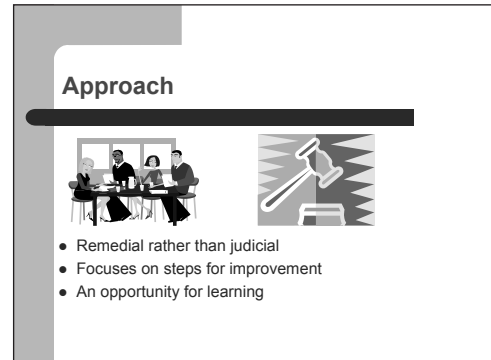 Approach
● Remedial rather than judicial
● Focuses on steps for improvement
● An opportunity for learning